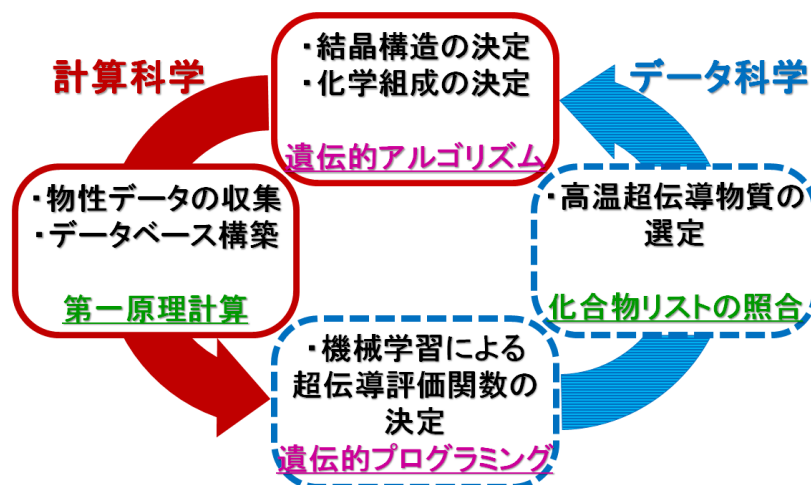 計算科学
データ科学
・結晶構造の決定
・化学組成の決定
遺伝的アルゴリズム
・物性データの収集
・データベース構築
第一原理計算
・機械学習による
超伝導評価関数の
決定
遺伝的プログラミング
・高温超伝導物質の
選定
化合物リストの照合